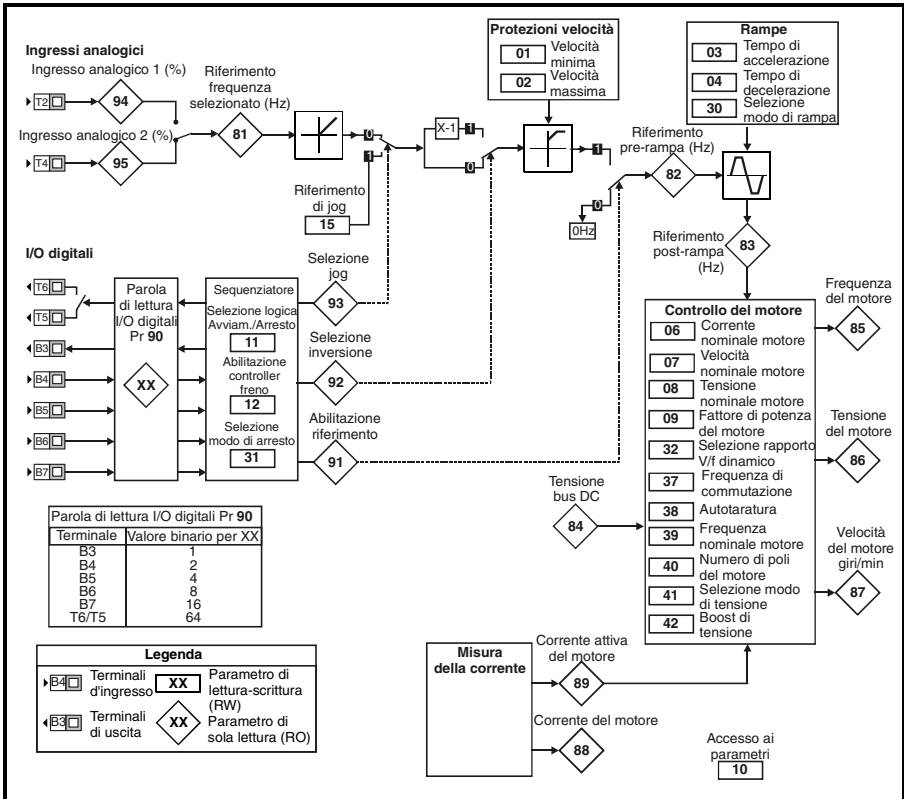 Ingressi analogici
Ingresso analogico 1 (%)
T2
94
Ingresso analogico 2 (%)
T4
95
Riferimento
frequenza
selezionato (Hz)
81
0
1
Riferimento
di jog
15
X-1
1
0
Protezioni velocità
01
Velocità
minima
02
Velocità
massima
1
0
0Hz
Riferimento
pre-rampa (Hz)
82
Rampe
03
Tempo di
accelerazione
04
Tempo di
decelerazione
30
Selezione
modo di rampa
Riferimento
post-rampa
(Hz)
83
I/O digitali
T6
T5
B3
B4
B5
B6
B7
Parola
di lettura
I/O digitali
Pr 90
XX
Sequenziatore
Selezione logica
Avviam./Arresto
11
Abilitazione
controller
freno
12
Selezione
modo di arresto
31
Selezione
jog
93
Selezione
inversione
92
Abilitazione
riferimento
91
Tensione
bus DC
84
Controllo del motore
06
Corrente
nominale motore
07
Velocità
nominale motore
08
Tensione
nominale motore
09
Fattore di potenza
del motore
32
Selezione rapporto
V/f dinamico
37
Frequenza di
commutazione
38
Autotaratura
39
Frequenza
nominale motore
40
Numero di poli
del motore
41
Selezione modo
di tensione
42
Boost di
tensione
Frequenza
del motore
85
Tensione
del motore
86
Velocità
del motore
giri/min
87
Parola di lettura I/O digitali Pr 90
Terminale Valore binario per XX
B3 1
B4 2
B5 4
B6 8
B7 16
T6/T5 64
Legenda
B4
Terminali
d'ingresso
XX
Parametro di
lettura-scrittura
(RW)
B3
Terminali
di uscita
XX
Parametro di
sola lettura (RO)
Misura
della corrente
Corrente attiva
del motore
89
Corrente del motore
88
Accesso ai
parametri
10